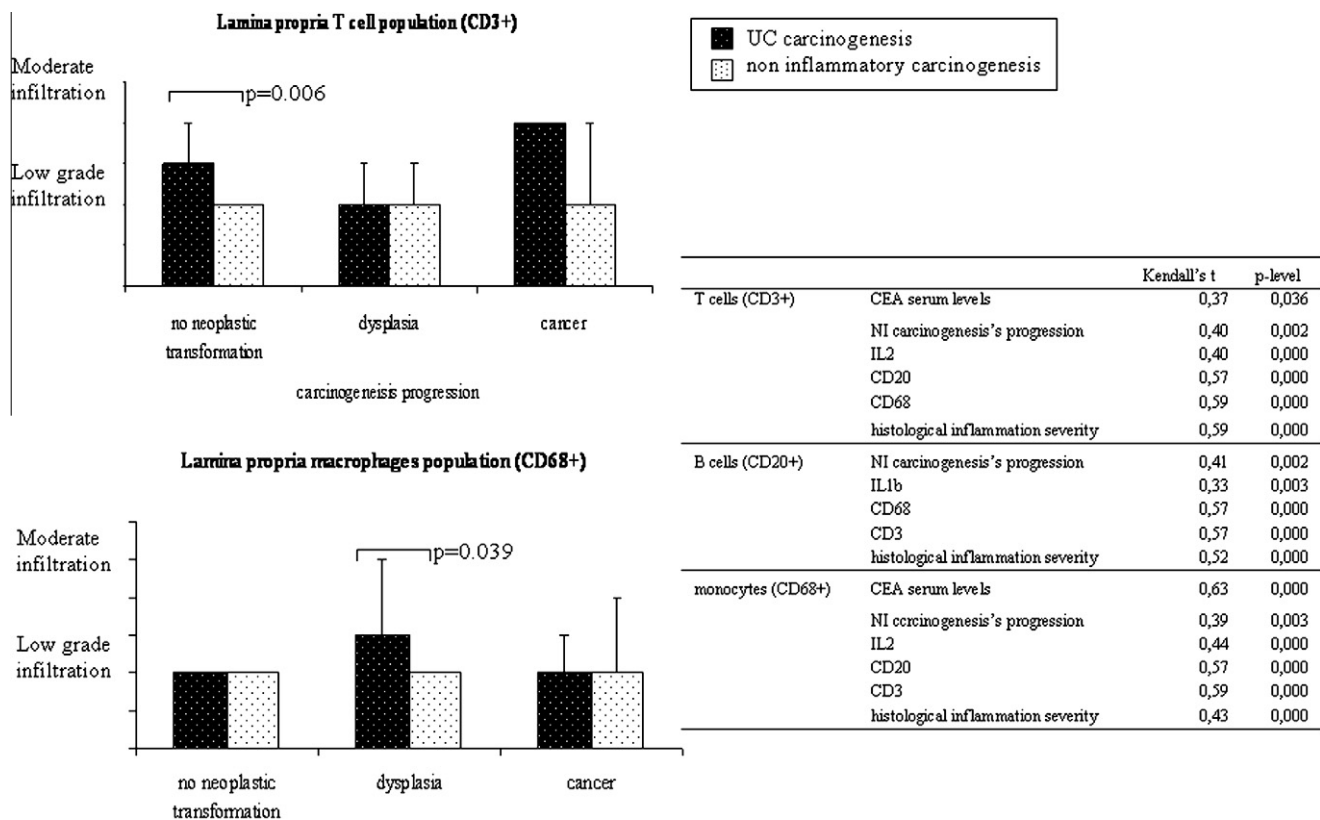 Lamina propria T cell population (CD3+)
Moderate
infiltration
p=0.006
Low grade
infiltration
no neoplastic
transformation
dysplasia
cancer
carcinogeneisis progression
UC carcinogenesis
non inflammatory carcinogenesis
Lamina propria macrophages population (CD68+)
Moderate
infiltration
p=0.039
Low grade
infiltration
no neoplastic
transformation
dysplasia
cancer
Kendall's t p-level
T cells (CD3+) CEA serum levels 0,37 0,036
NI carcinogenesis's progression 0,40 0,002
IL2 0,40 0,000
CD20 0,57 0,000
CD68 0,59 0,000
histological inflammation severity 0,59 0,000
B cells (CD20+) NI carcinogenesis's progression 0,41 0,002
IL1b 0,33 0,003
CD68 0,57 0,000
CD3 0,57 0,000
histological inflammation severity 0,52 0,000
monocytes (CD68+) CEA serum levels 0,63 0,000
NI ccrcinogenesis's progression 0,39 0,003
IL2 0,44 0,000
CD20 0,57 0,000
CD3 0,59 0,000
histological inflammation severity 0,43 0,000